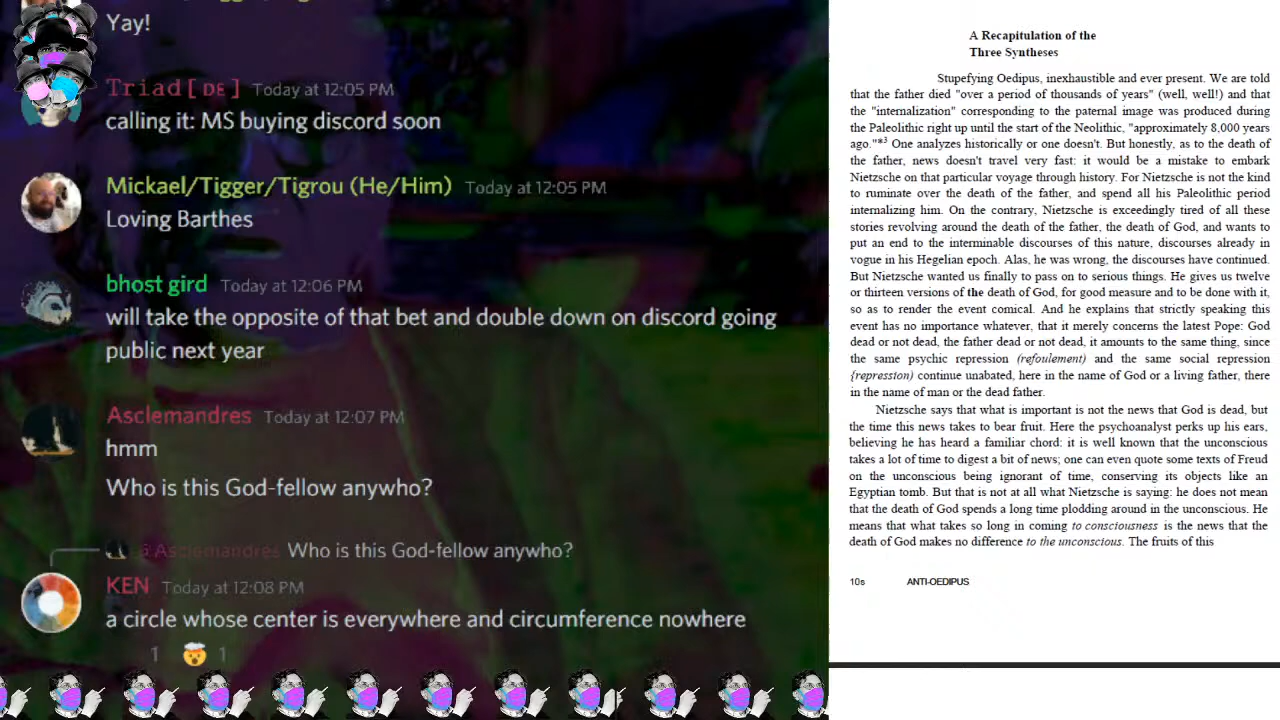 Yay!
Triad[DE] Today at 12:05 PM
calling it: MS buying discord soon
Mickael/Tigger/Tigrou (He/Him) Today at 12:05 PM
Loving Barthes
bhost gird Today at 12:06 PM
will take the opposite of that bet and double down on discord going
public next year
Asclemandres Today at 12:07 PM
hmm
Who is this God-fellow anywho?
Asclemandres Who is this God-fellow anywho?
KEN Today at 12:08 PM
a circle whose center is everywhere and circumference nowhere
1 🤯 1
A Recapitulation of the
Three Syntheses
Stupefying Oedipus, inexhaustible and ever present. We are told
that the father died "over a period of thousands of years" (well, well!) and that
the "internalization" corresponding to the paternal image was produced during
the Paleolithic right up until the start of the Neolithic, "approximately 8,000 years
ago."*³ One analyzes historically or one doesn't. But honestly, as to the death of
the father, news doesn't travel very fast: it would be a mistake to embark
Nietzsche on that particular voyage through history. For Nietzsche is not the kind
to ruminate over the death of the father, and spend all his Paleolithic period
internalizing him. On the contrary, Nietzsche is exceedingly tired of all these
stories revolving around the death of the father, the death of God, and wants to
put an end to the interminable discourses of this nature, discourses already in
vogue in his Hegelian epoch. Alas, he was wrong, the discourses have continued.
But Nietzsche wanted us finally to pass on to serious things. He gives us twelve
or thirteen versions of the death of God, for good measure and to be done with it,
so as to render the event comical. And he explains that strictly speaking this
event has no importance whatever, that it merely concerns the latest Pope: God
dead or not dead, the father dead or not dead, it amounts to the same thing, since
the same psychic repression (refoulement) and the same social repression
{repression) continue unabated, here in the name of God or a living father, there
in the name of man or the dead father.
Nietzsche says that what is important is not the news that God is dead, but
the time this news takes to bear fruit. Here the psychoanalyst perks up his ears,
believing he has heard a familiar chord: it is well known that the unconscious
takes a lot of time to digest a bit of news; one can even quote some texts of Freud
on the unconscious being ignorant of time, conserving its objects like an
Egyptian tomb. But that is not at all what Nietzsche is saying: he does not mean
that the death of God spends a long time plodding around in the unconscious. He
means that what takes so long in coming to consciousness is the news that the
death of God makes no difference to the unconscious. The fruits of this
10s ANTI-OEDIPUS